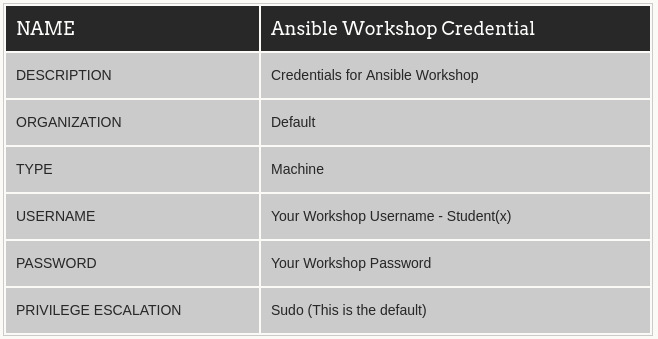 NAME Ansible Workshop Credential
DESCRIPTION Credentials for Ansible Workshop
ORGANIZATION Default
TYPE Machine
USERNAME Your Workshop Username - Student(x)
PASSWORD Your Workshop Password
PRIVILEGE ESCALATION Sudo (This is the default)